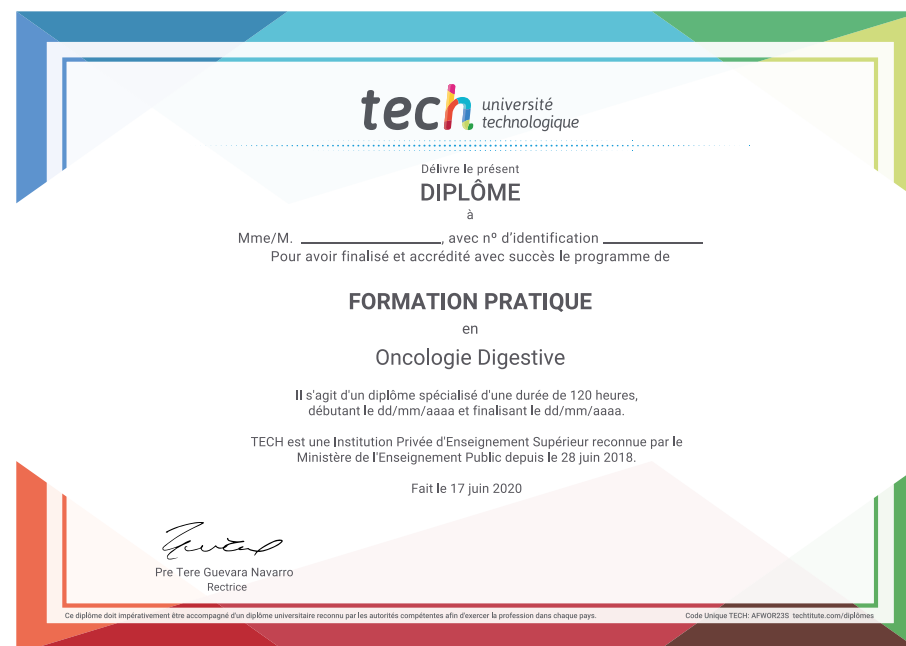 tech université
technologique
Délivre le présent
DIPLÔME
à
Mme/M. ____________________, avec nº d'identification ______________
Pour avoir finalisé et accrédité avec succès le programme de
FORMATION PRATIQUE
en
Oncologie Digestive
Il s'agit d'un diplôme spécialisé d'une durée de 120 heures,
débutant le dd/mm/aaaa et finalisant le dd/mm/aaaa.
TECH est une Institution Privée d'Enseignement Supérieur reconnue par le
Ministère de l'Enseignement Public depuis le 28 juin 2018.
Fait le 17 juin 2020
Pre Tere Guevara Navarro
Rectrice
Ce diplôme doit impérativement être accompagné d'un diplôme universitaire reconnu par les autorités compétentes afin d'exercer la profession dans chaque pays.
Code Unique TECH: AFWOR23S techtitute.com/diplômes